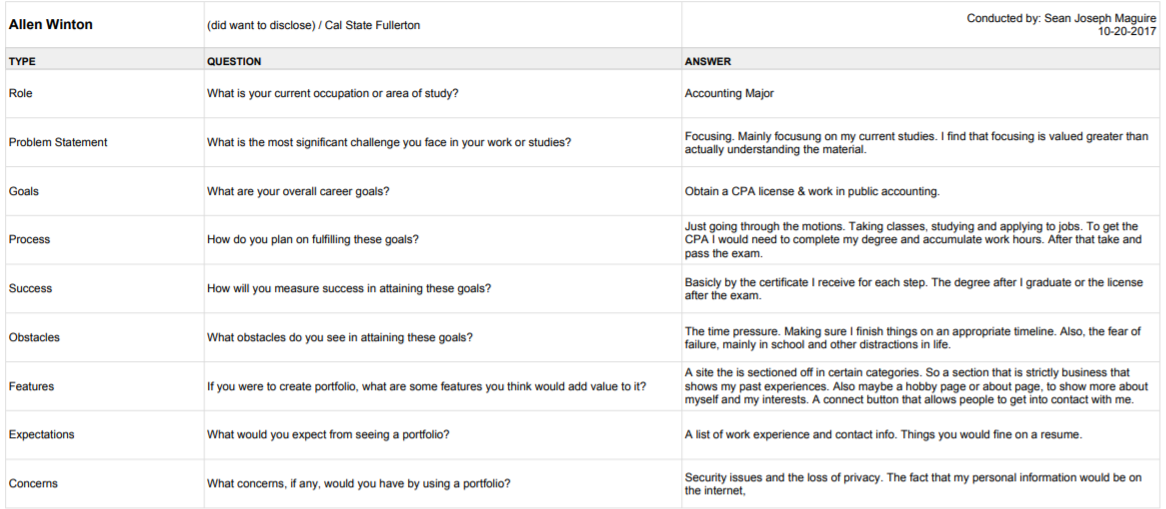 Allen Winton
(did want to disclose) / Cal State Fullerton
Conducted by: Sean Joseph Maguire
10-20-2017
TYPE
QUESTION
ANSWER
Role
What is your current occupation or area of study?
Accounting Major
Problem Statement
What is the most significant challenge you face in your work or studies?
Focusing. Mainly focusung on my current studies. I find that focusing is valued greater than
actually understanding the material.
Goals
What are your overall career goals?
Obtain a CPA license & work in public accounting.
Process
How do you plan on fulfilling these goals?
Just going through the motions. Taking classes, studying and applying to jobs. To get the
CPA I would need to complete my degree and accumulate work hours. After that take and
pass the exam.
Success
How will you measure success in attaining these goals?
Basicly by the certificate I receive for each step. The degree after I graduate or the license
after the exam.
Obstacles
What obstacles do you see in attaining these goals?
The time pressure. Making sure I finish things on an appropriate timeline. Also, the fear of
failure, mainly in school and other distractions in life.
Features
If you were to create portfolio, what are some features you think would add value to it?
A site the is sectioned off in certain categories. So a section that is strictly business that
shows my past experiences. Also maybe a hobby page or about page, to show more about
myself and my interests. A connect button that allows people to get into contact with me.
Expectations
What would you expect from seeing a portfolio?
A list of work experience and contact info. Things you would fine on a resume.
Concerns
What concerns, if any, would you have by using a portfolio?
Security issues and the loss of privacy. The fact that my personal information would be on
the internet,